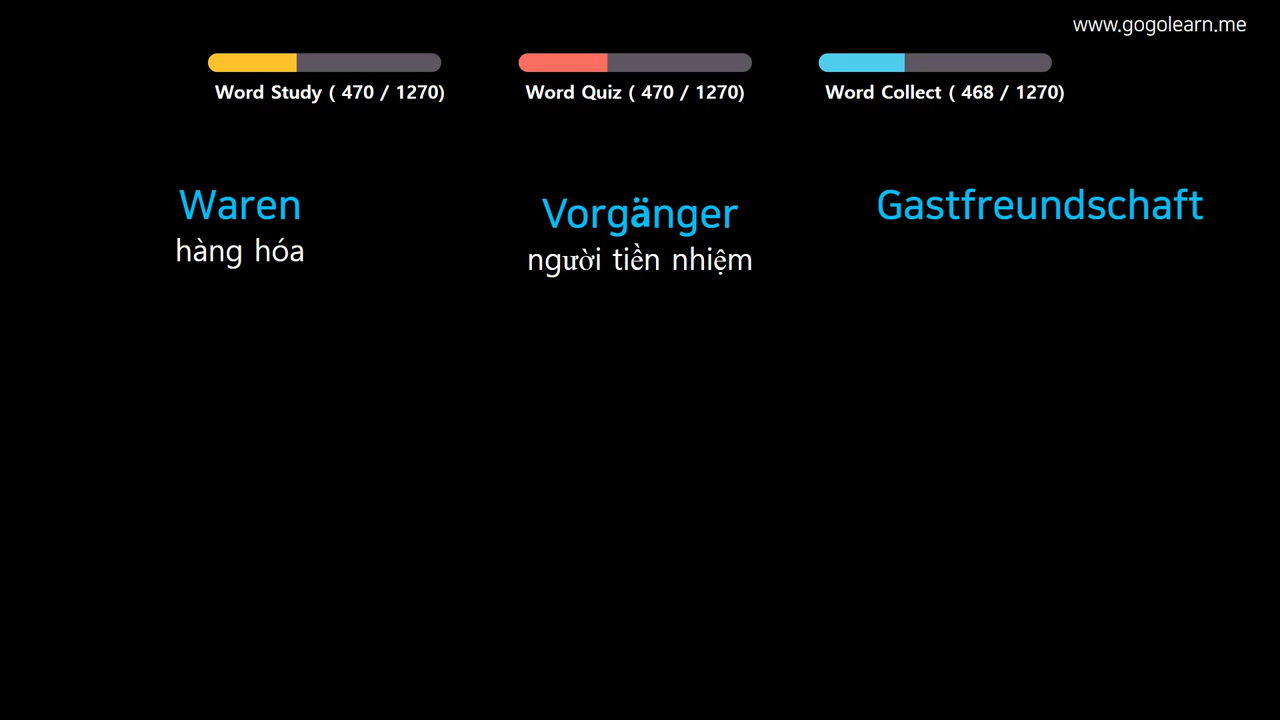 www.gogolearn.me
Word Study ( 470 / 1270)
Word Quiz ( 470 / 1270)
Word Collect ( 468 / 1270)
Waren
hàng hóa
Vorgänger
người tiền nhiệm
Gastfreundschaft